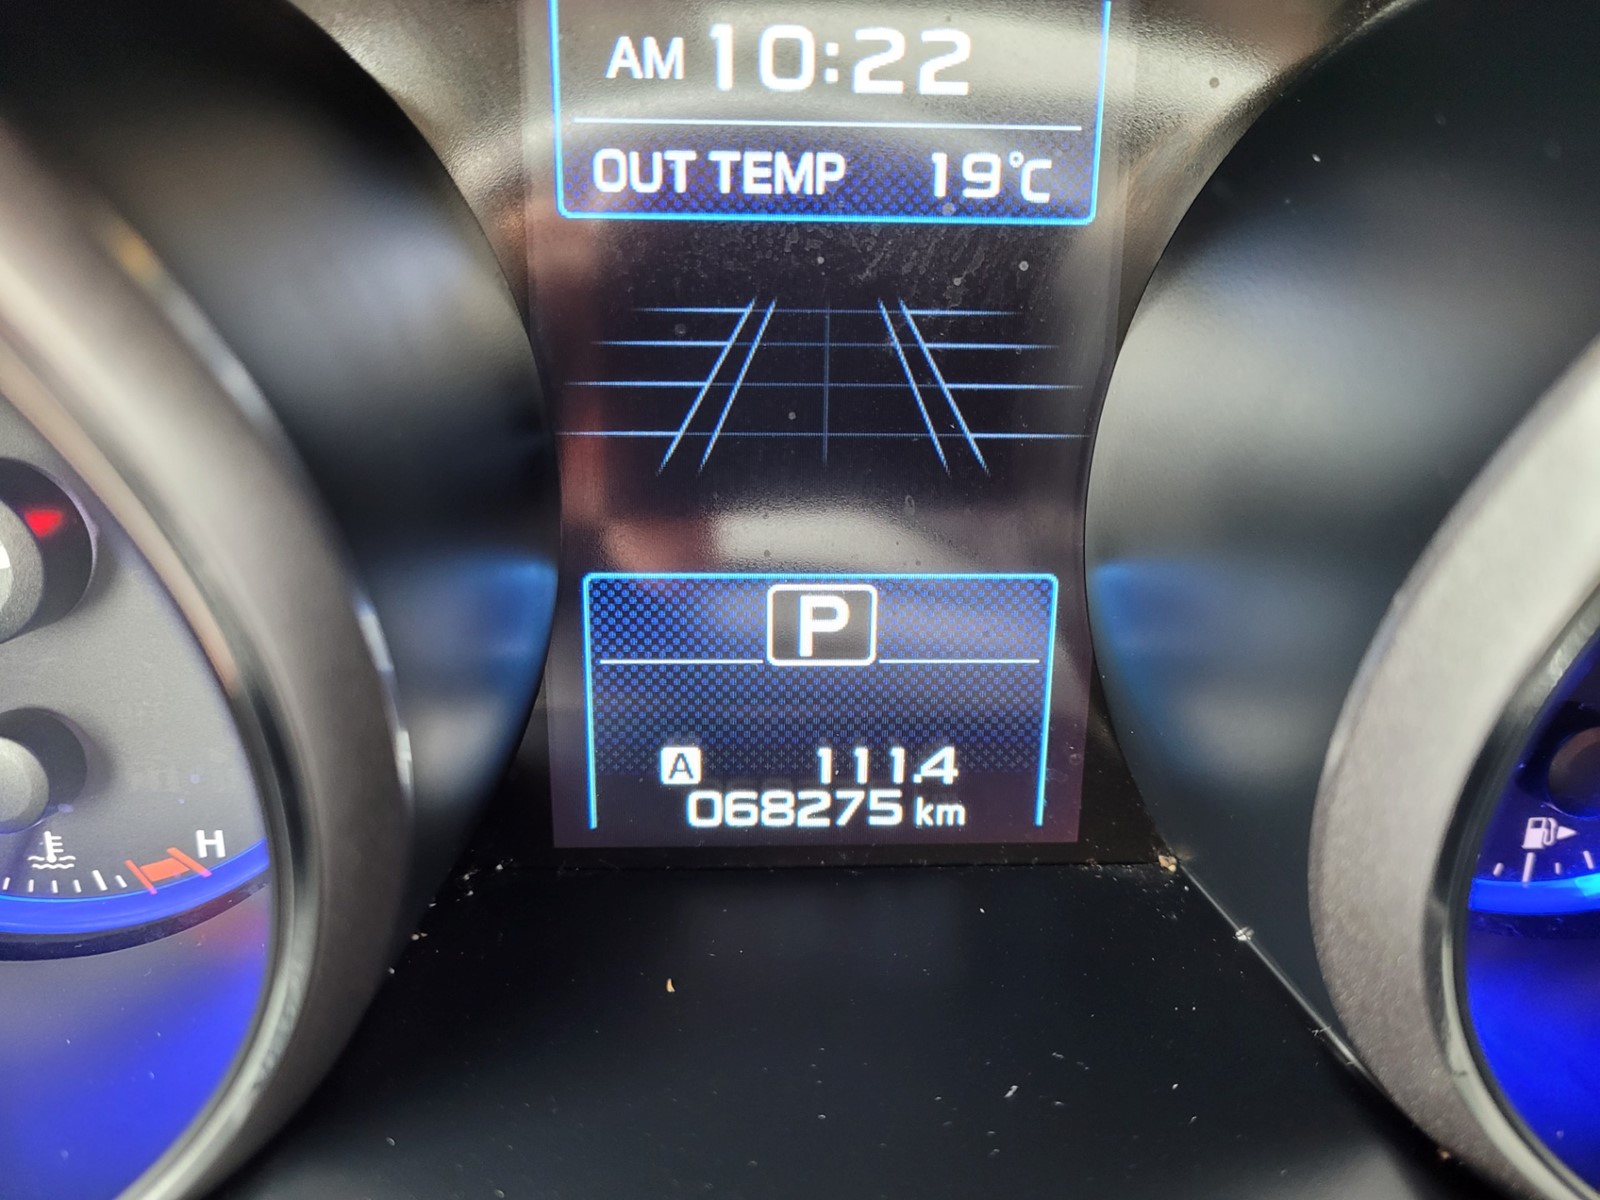 AM 10:22
OUT TEMP 19°C
P
A 111.4
068275 km
H